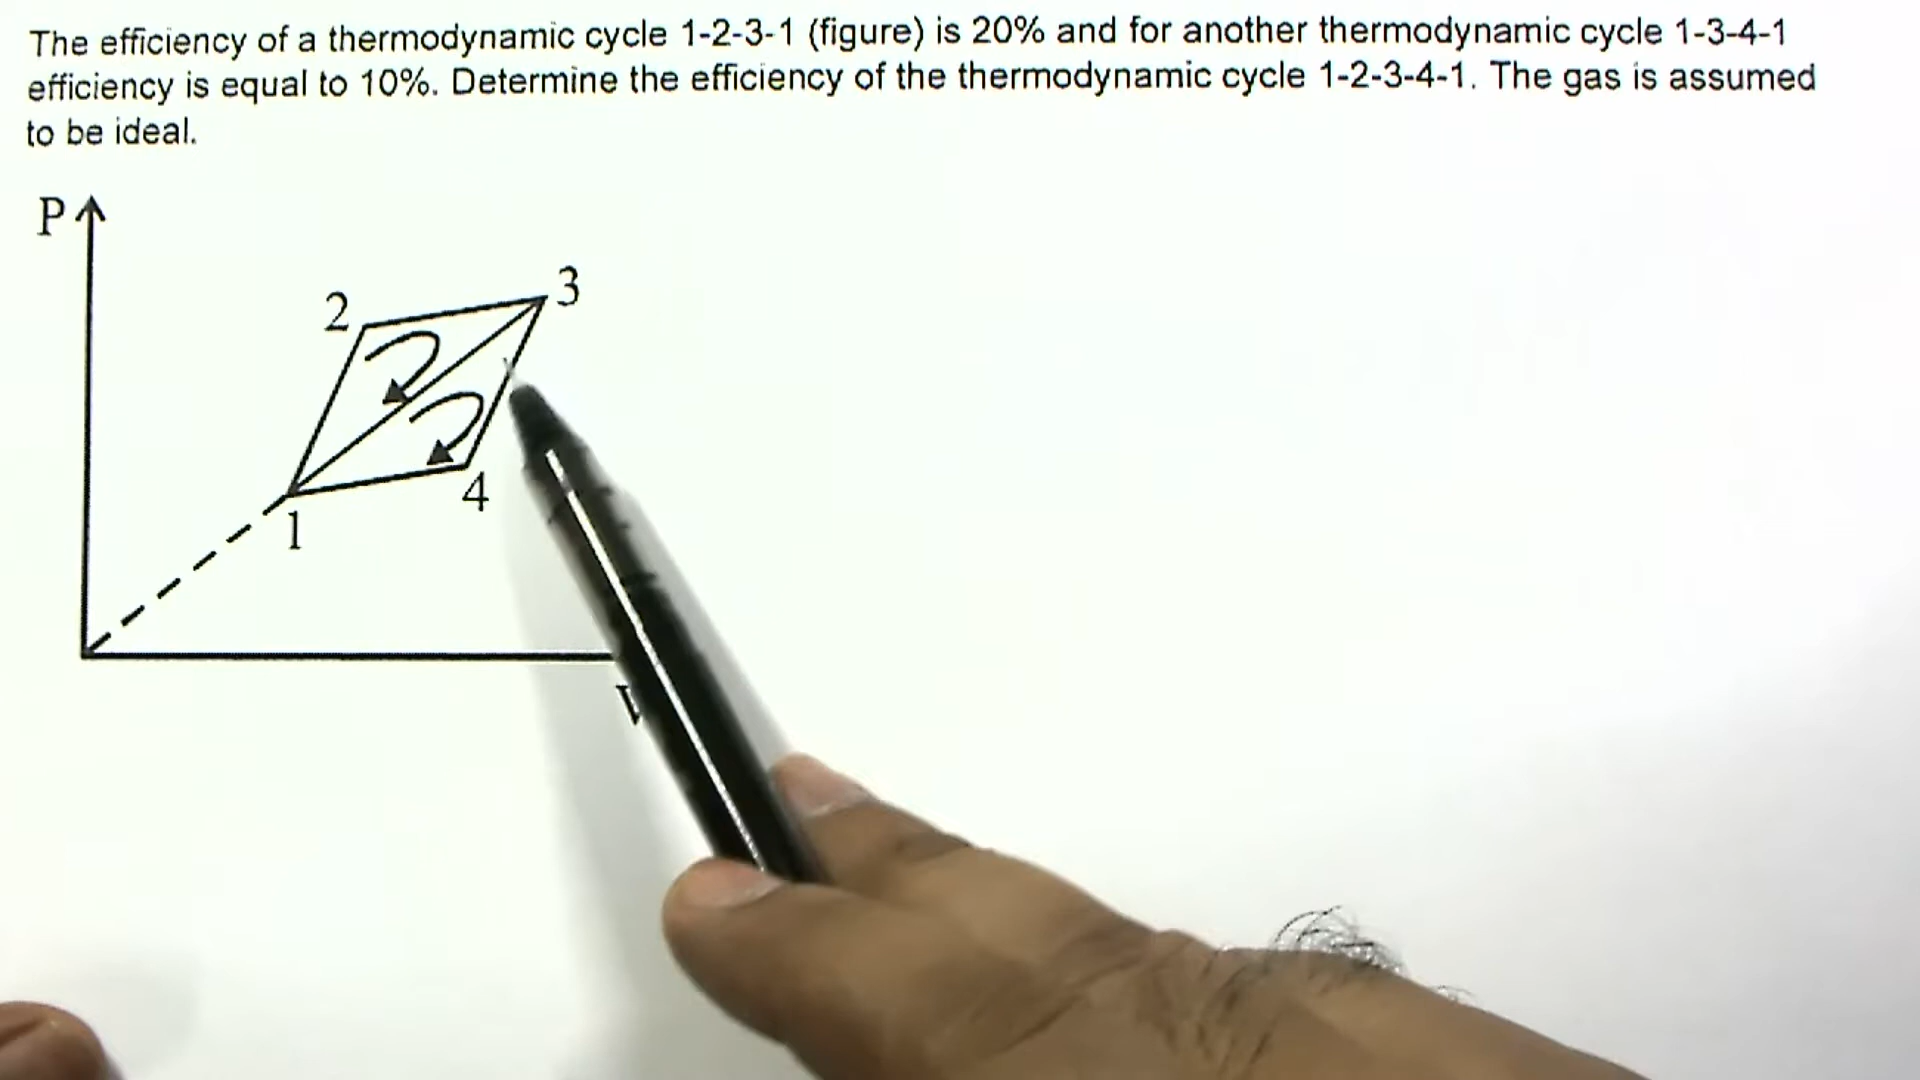 The efficiency of a thermodynamic cycle 1-2-3-1 (figure) is 20% and for another thermodynamic cycle 1-3-4-1
efficiency is equal to 10%. Determine the efficiency of the thermodynamic cycle 1-2-3-4-1. The gas is assumed
to be ideal.
P
3
2
4
1